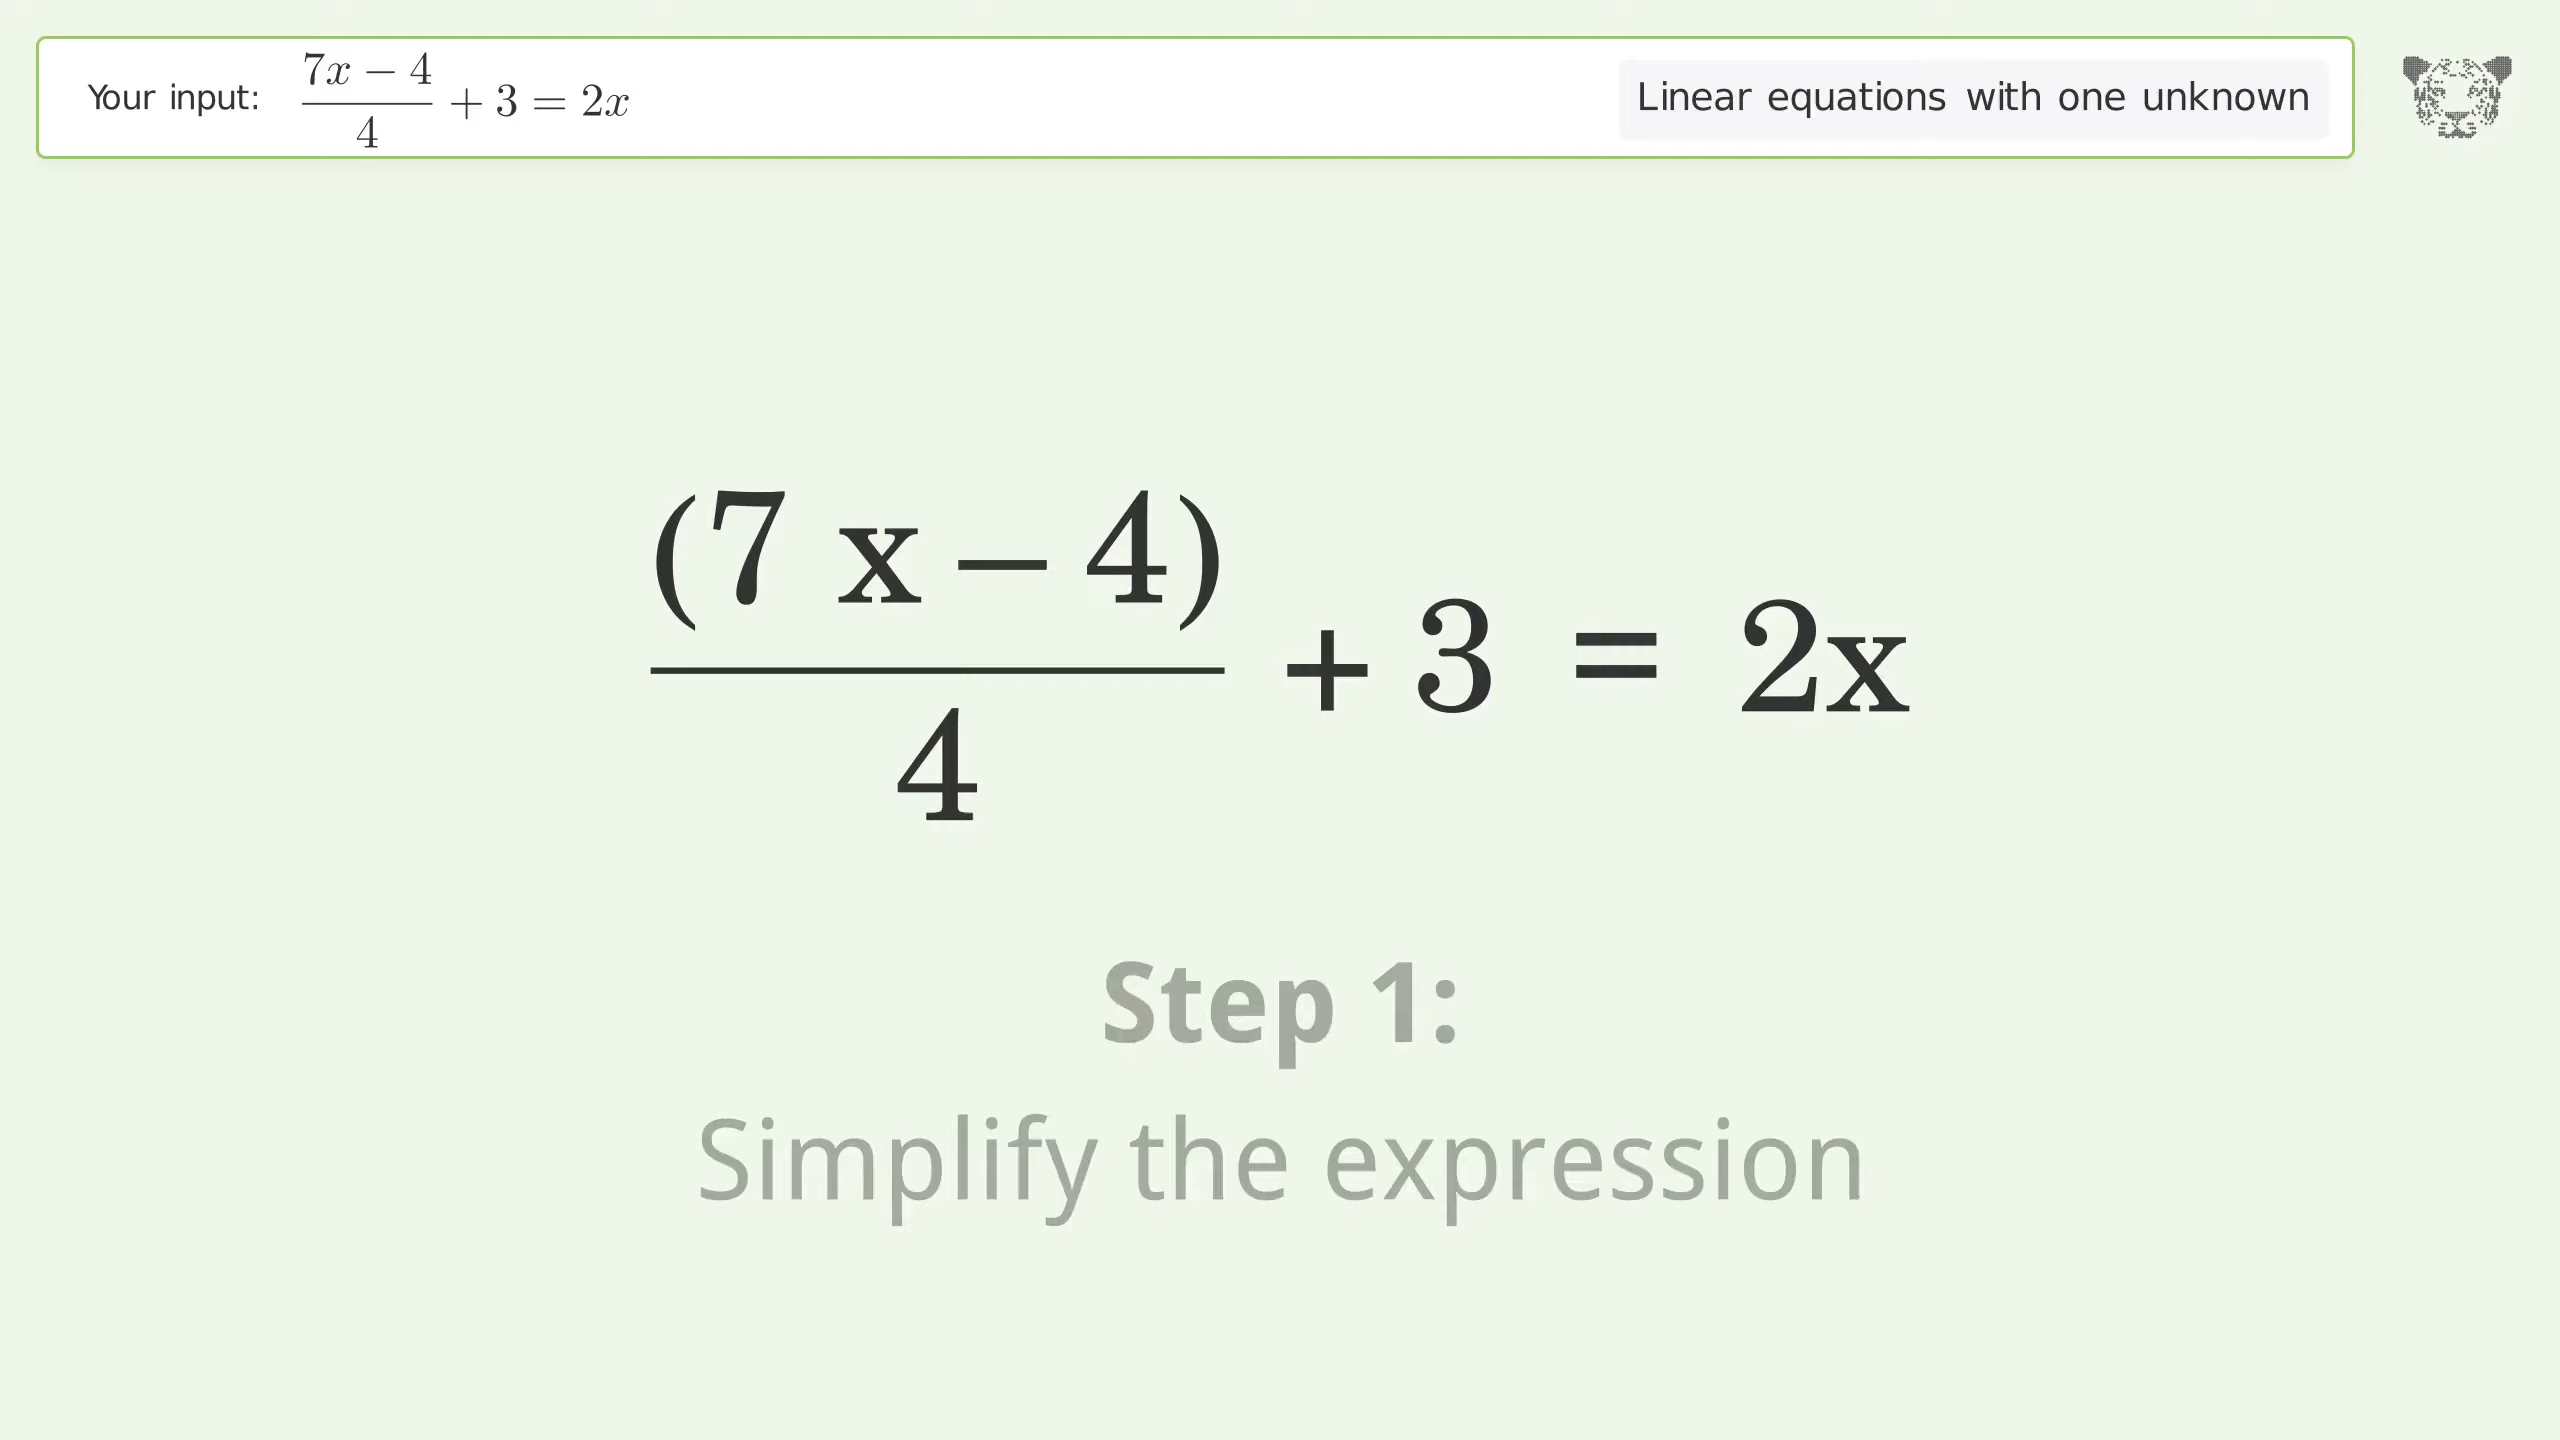 Your input: (7x − 4)/4 + 3 = 2x
Linear equations with one unknown
(7 x − 4)/4 + 3 = 2x
Step 1:
Simplify the expression